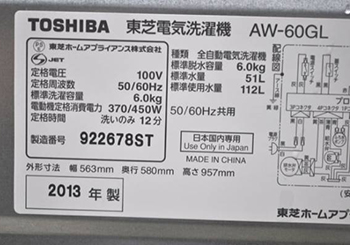 TOSHIBA 東芝電気洗濯機 AW-60GL
東芝ホームアプライアンス株式会社
JET
定格電圧 100V
定格周波数 50/60Hz
標準洗濯容量 6.0kg
電動機定格消費電力 370/450W
定格時間 洗いのみ 12分
製造番号 922678ST
種類 全自動電気洗濯機
標準脱水容量 6.0kg
標準水量 51L
標準使用水量 112L
50/60Hz共用
日本国内専用
Use Only in Japan
MADE IN CHINA
外形寸法 幅 563mm 奥行 580mm 高さ 957mm
2013 年製
配線図
東芝ホーム